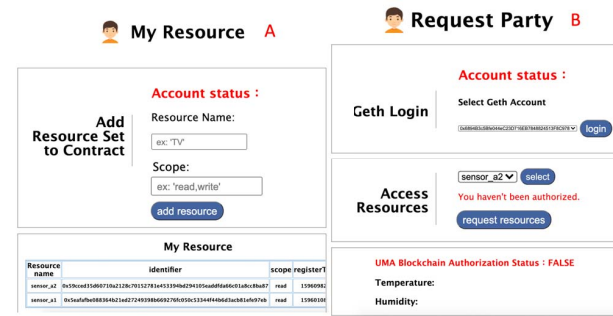 My Resource A
Account status :
Add
Resource Set
to Contract
Resource Name:
ex: 'TV'
Scope:
ex: 'read,write'
add resource
My Resource
Resource name identifier scope registerT
sensor_a2 read 15960982
sensor_a1 read 15960108
Request Party B
Geth Login
Account status :
Select Geth Account
login
Access
Resources
sensor_a2 select
You haven't been authorized.
request resources
UMA Blockchain Authorization Status : FALSE
Temperature:
Humidity: